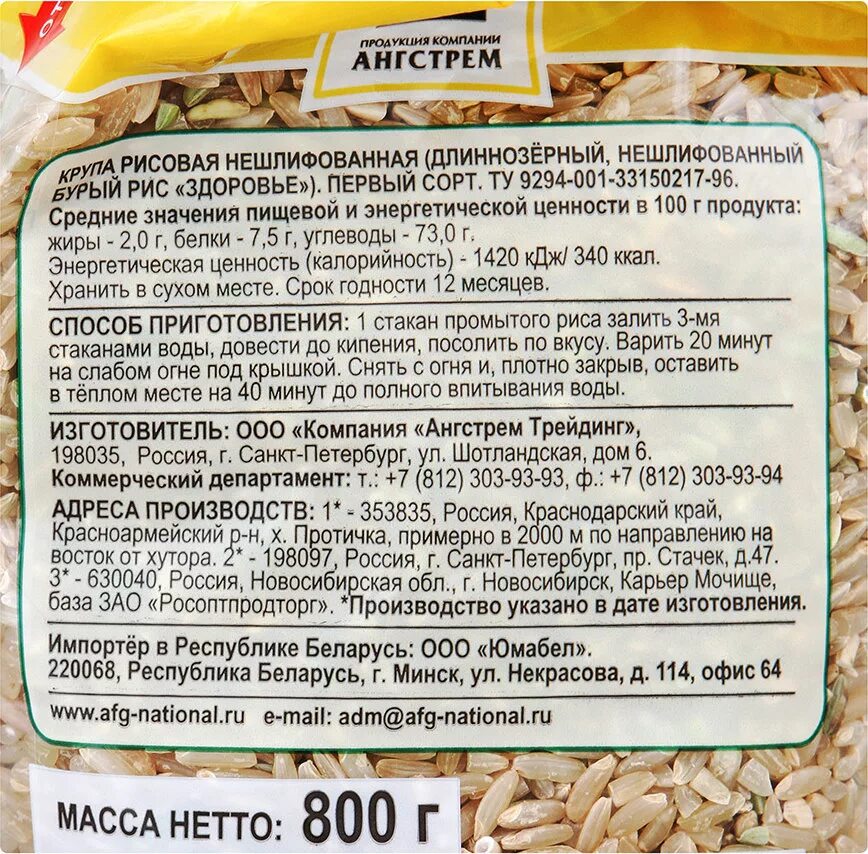 ОТ
ПРОДУКЦИЯ КОМПАНИИ
АНГСТРЕМ
КРУПА РИСОВАЯ НЕШЛИФОВАННАЯ (ДЛИННОЗЁРНЫЙ, НЕШЛИФОВАННЫЙ
БУРЫЙ РИС «ЗДОРОВЬЕ»). ПЕРВЫЙ СОРТ. ТУ 9294-001-33150217-96.
Средние значения пищевой и энергетической ценности в 100 г продукта:
жиры - 2,0 г, белки - 7,5 г, углеводы - 73,0 г.
Энергетическая ценность (калорийность) - 1420 кДж/ 340 ккал.
Хранить в сухом месте. Срок годности 12 месяцев.
СПОСОБ ПРИГОТОВЛЕНИЯ: 1 стакан промытого риса залить 3-мя
стаканами воды, довести до кипения, посолить по вкусу. Варить 20 минут
на слабом огне под крышкой. Снять с огня и, плотно закрыв, оставить
в тёплом месте на 40 минут до полного впитывания воды.
ИЗГОТОВИТЕЛЬ: ООО «Компания «Ангстрем Трейдинг»,
198035, Россия, г. Санкт-Петербург, ул. Шотландская, дом 6.
Коммерческий департамент: т.: +7 (812) 303-93-93, ф.: +7 (812) 303-93-94
АДРЕСА ПРОИЗВОДСТВ: 1* - 353835, Россия, Краснодарский край,
Красноармейский р-н, х. Протичка, примерно в 2000 м по направлению на
восток от хутора. 2* - 198097, Россия, г. Санкт-Петербург, пр. Стачек, д.47.
3* - 630040, Россия, Новосибирская обл., г. Новосибирск, Карьер Мочище,
база ЗАО «Росоптпродторг». *Производство указано в дате изготовления.
Импортёр в Республике Беларусь: ООО «Юмабел».
220068, Республика Беларусь, г. Минск, ул. Некрасова, д. 114, офис 64
www.afg-national.ru e-mail: adm@afg-national.ru
МАССА НЕТТО: 800 г